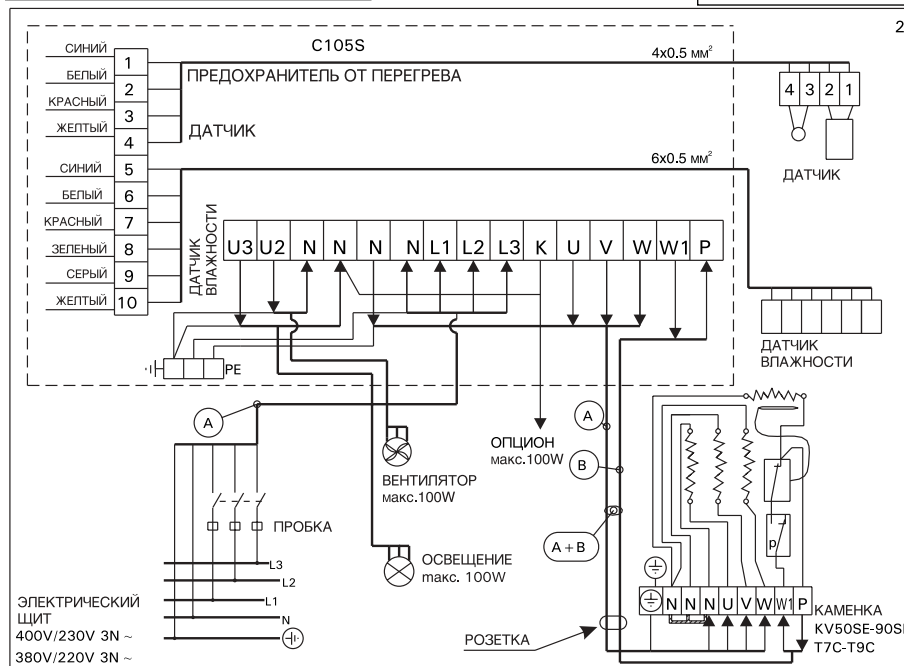 2
C105S
СИНИЙ
1
БЕЛЫЙ
2
КРАСНЫЙ
3
ЖЕЛТЫЙ
4
СИНИЙ
5
БЕЛЫЙ
6
КРАСНЫЙ
7
ЗЕЛЕНЫЙ
8
СЕРЫЙ
9
ЖЕЛТЫЙ
10
ПРЕДОХРАНИТЕЛЬ ОТ ПЕРЕГРЕВА
ДАТЧИК
4x0.5 мм²
4 3 2 1
ДАТЧИК
6x0.5 мм²
ДАТЧИК
ВЛАЖНОСТИ
U3 U2 N N N N L1 L2 L3 K U V W W1 P
ДАТЧИК
ВЛАЖНОСТИ
PE
A
ВЕНТИЛЯТОР
макс.100W
ОПЦИОН
макс.100W
A
B
A+B
ПРОБКА
ОСВЕЩЕНИЕ
макс. 100W
L3
L2
L1
N
ЭЛЕКТРИЧЕСКИЙ
ЩИТ
400V/230V 3N ~
380V/220V 3N ~
РОЗЕТКА
p
N N N U V W W1 P
КАМЕНКА
KV50SE-90SE
T7C-T9C